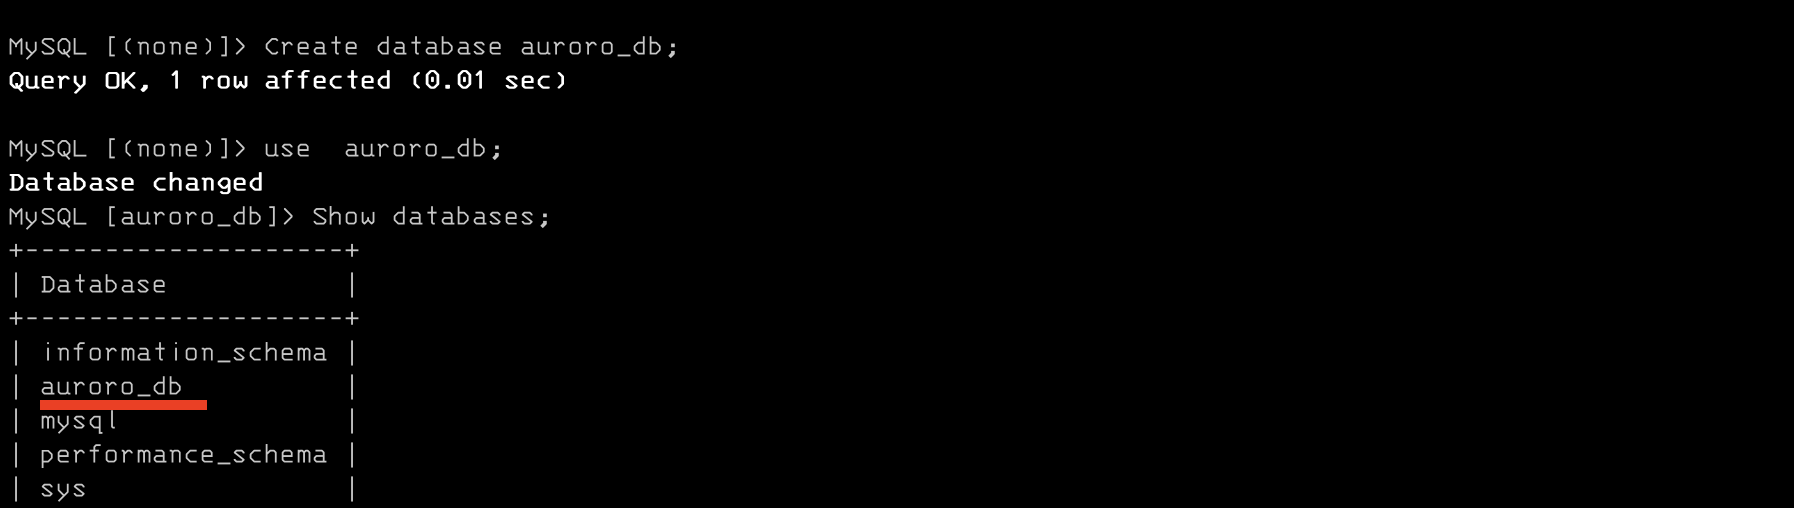 MySQL [(none)]> Create database auroro_db;
Query OK, 1 row affected (0.01 sec)
MySQL [(none)]> use  auroro_db;
Database changed
MySQL [auroro_db]> Show databases;
+--------------------+
| Database           |
+--------------------+
| information_schema |
| auroro_db          |
| mysql              |
| performance_schema |
| sys                |